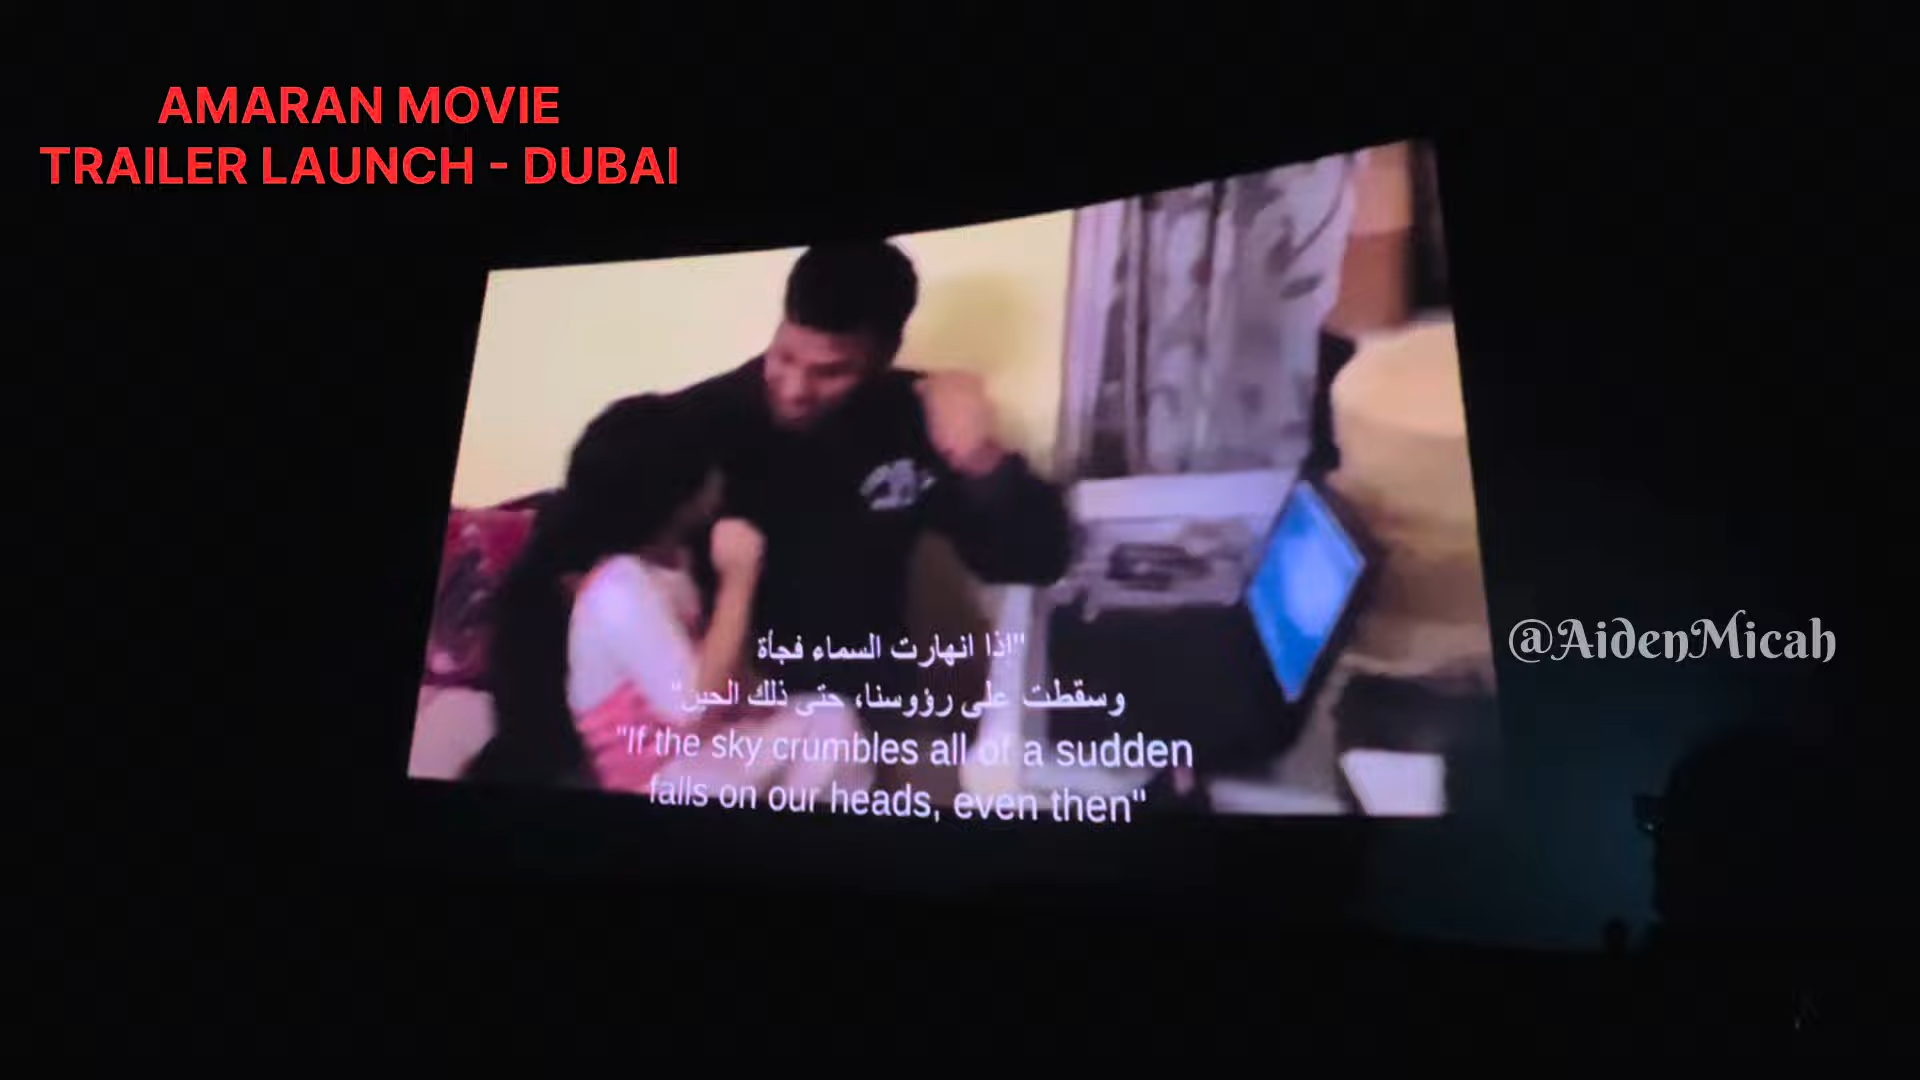 AMARAN MOVIE
TRAILER LAUNCH - DUBAI
"إذا انهارت السماء فجأة
وسقطت على رؤوسنا، حتى ذلك الحين"
"If the sky crumbles all of a sudden
falls on our heads, even then"
@AidenMicah